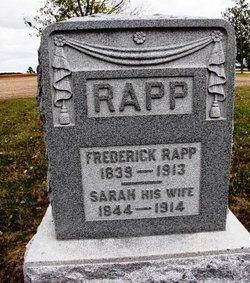 RAPP
FREDERICK RAPP
1839—1913
SARAH HIS WIFE
1844—1914